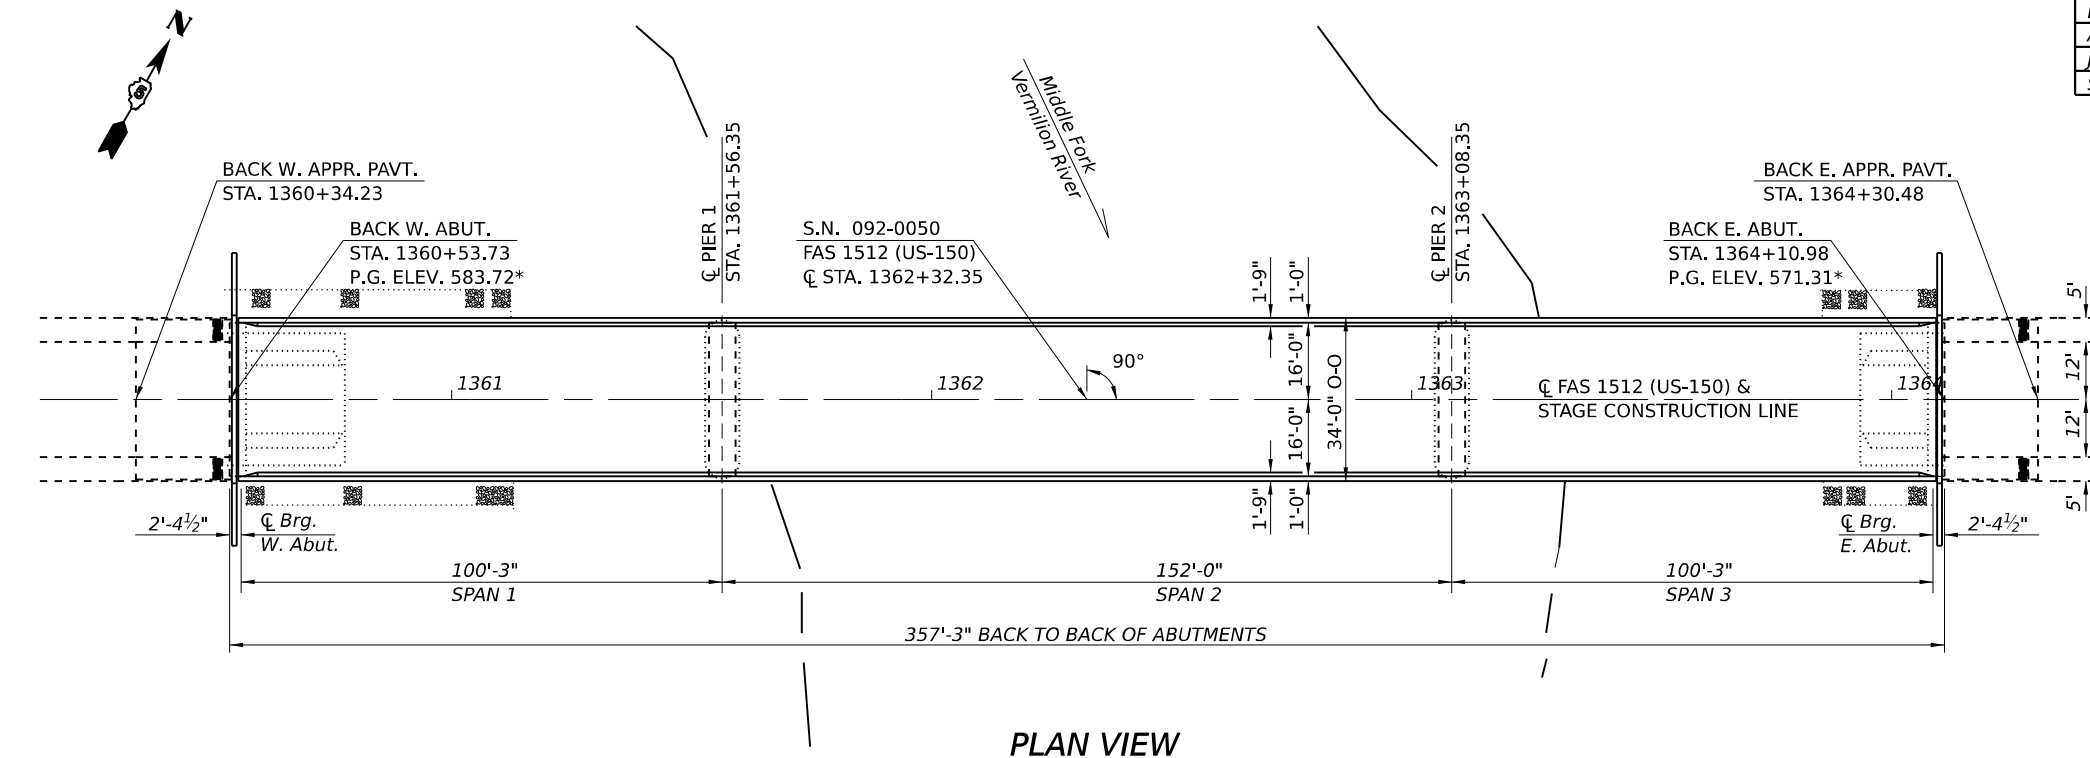 N
BACK W. APPR. PAVT.
STA. 1360+34.23
BACK W. ABUT.
STA. 1360+53.73
P.G. ELEV. 583.72*
℄ PIER 1
STA. 1361+56.35
S.N. 092-0050
FAS 1512 (US-150)
℄ STA. 1362+32.35
Middle Fork
Vermilion River
℄ PIER 2
STA. 1363+08.35
BACK E. APPR. PAVT.
STA. 1364+30.48
BACK E. ABUT.
STA. 1364+10.98
P.G. ELEV. 571.31*
1'-9"
1'-0"
5'
90°
16'-0"
34'-0" O-O
12'
1361
1362
1363
1364
℄ FAS 1512 (US-150) &
STAGE CONSTRUCTION LINE
16'-0"
12'
1'-9"
1'-0"
5'
2'-4½"
℄ Brg.
W. Abut.
℄ Brg.
E. Abut.
2'-4½"
100'-3"
SPAN 1
152'-0"
SPAN 2
100'-3"
SPAN 3
357'-3" BACK TO BACK OF ABUTMENTS
PLAN VIEW